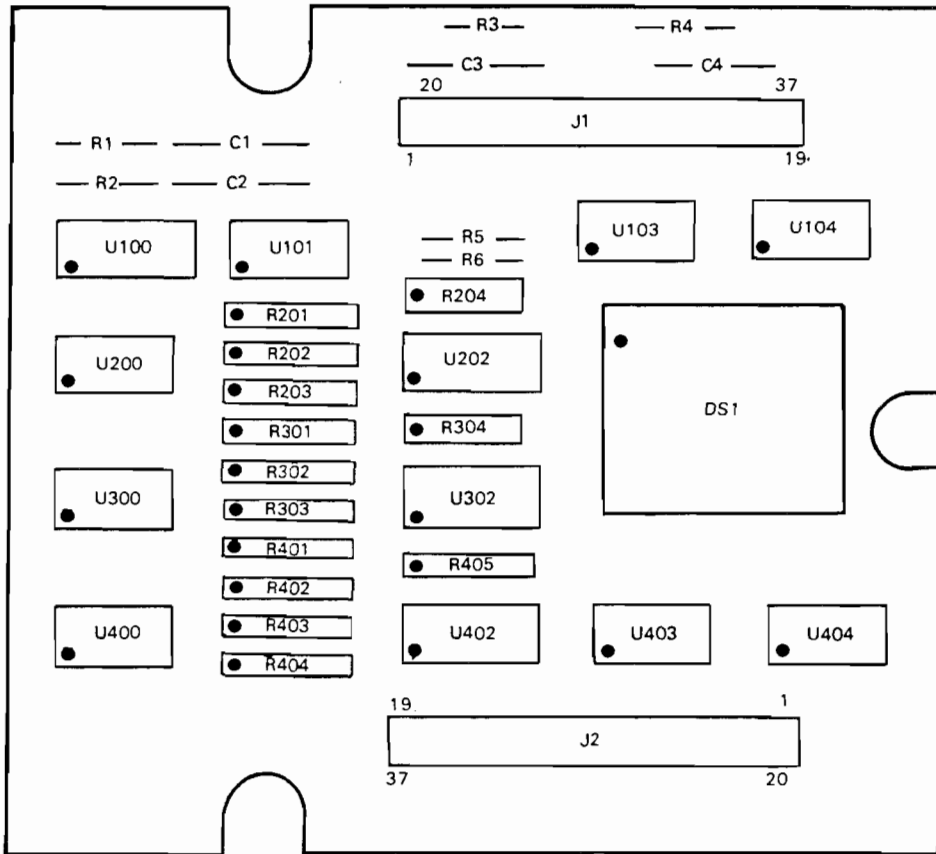 R3 R4
C3 C4
20 37
J1
1 19
R1 C1
R2 C2
U100 U101 U103 U104
R5
R6
R204
R201
U200 R202 U202
R203
DS1
R301 R304
R302
U300 U302
R303
R401
R405
R402
U400 R403 U402 U403 U404
R404
19 1
J2
37 20